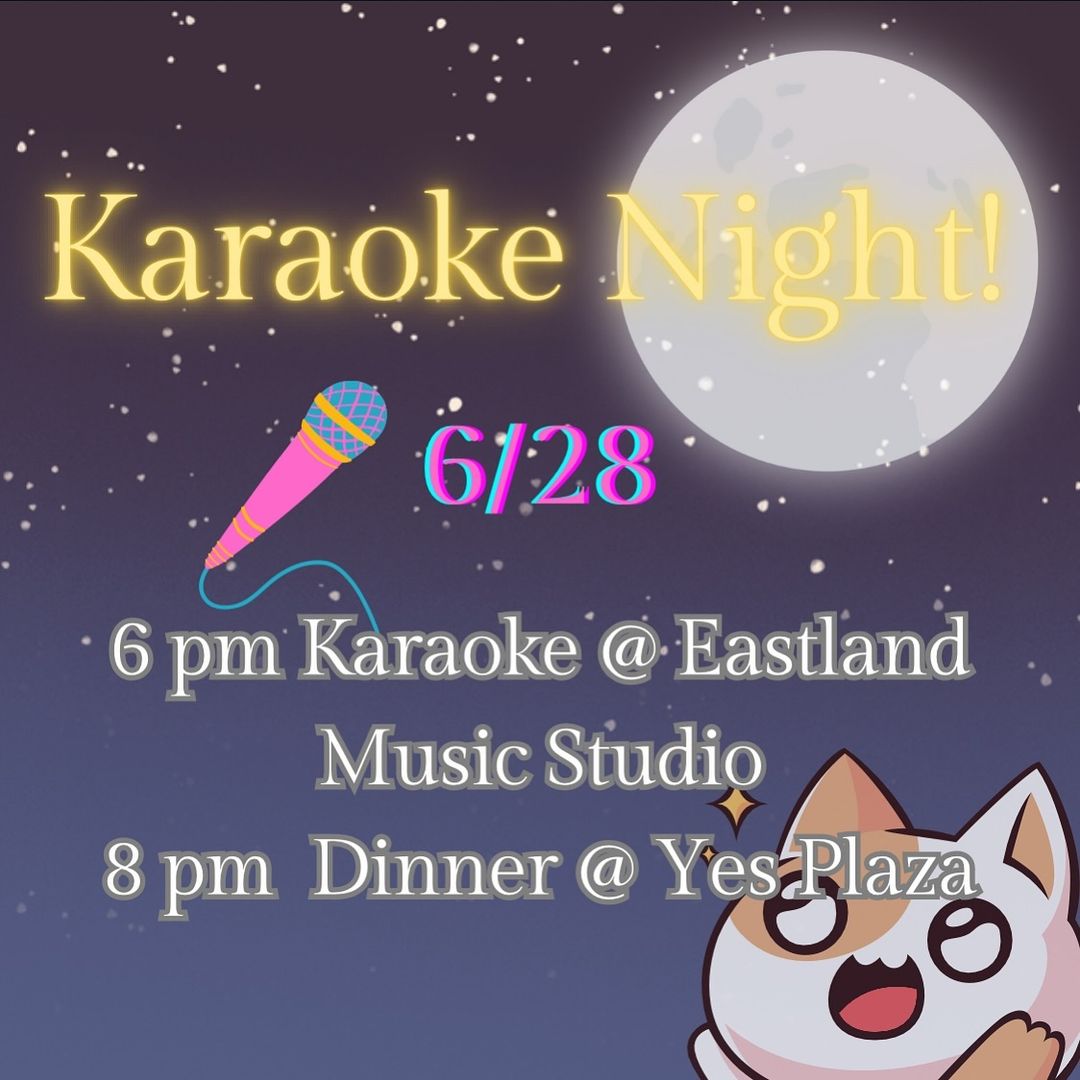 Karaoke Night!
6/28
6 pm Karaoke @ Eastland
Music Studio
8 pm  Dinner @ Yes Plaza